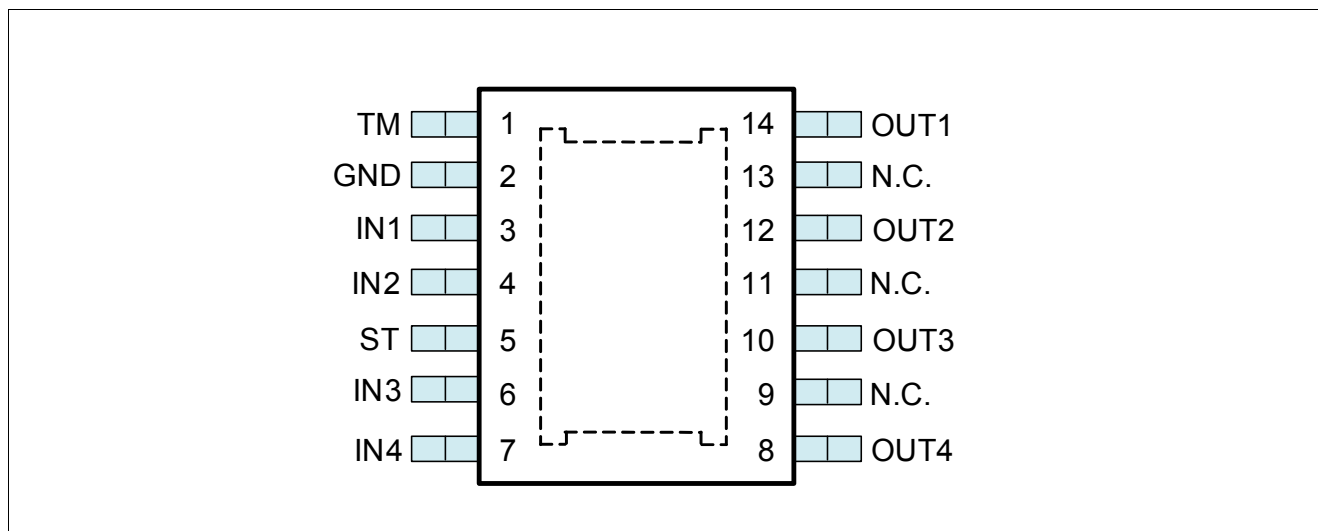 TM 1 14 OUT1
GND 2 13 N.C.
IN1 3 12 OUT2
IN2 4 11 N.C.
ST 5 10 OUT3
IN3 6 9 N.C.
IN4 7 8 OUT4